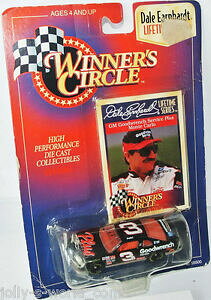 AGES 4 AND UP
Dale Earnhardt
LIFETI
WINNER'S
CIRCLE
Dale Earnhardt
LIFETIME
SERIES
GM Goodwrench Service Plus
Monte Carlo
HIGH
PERFORMANCE
DIE CAST
COLLECTIBLES
WINNER'S
CIRCLE
3
3
Goodwrench